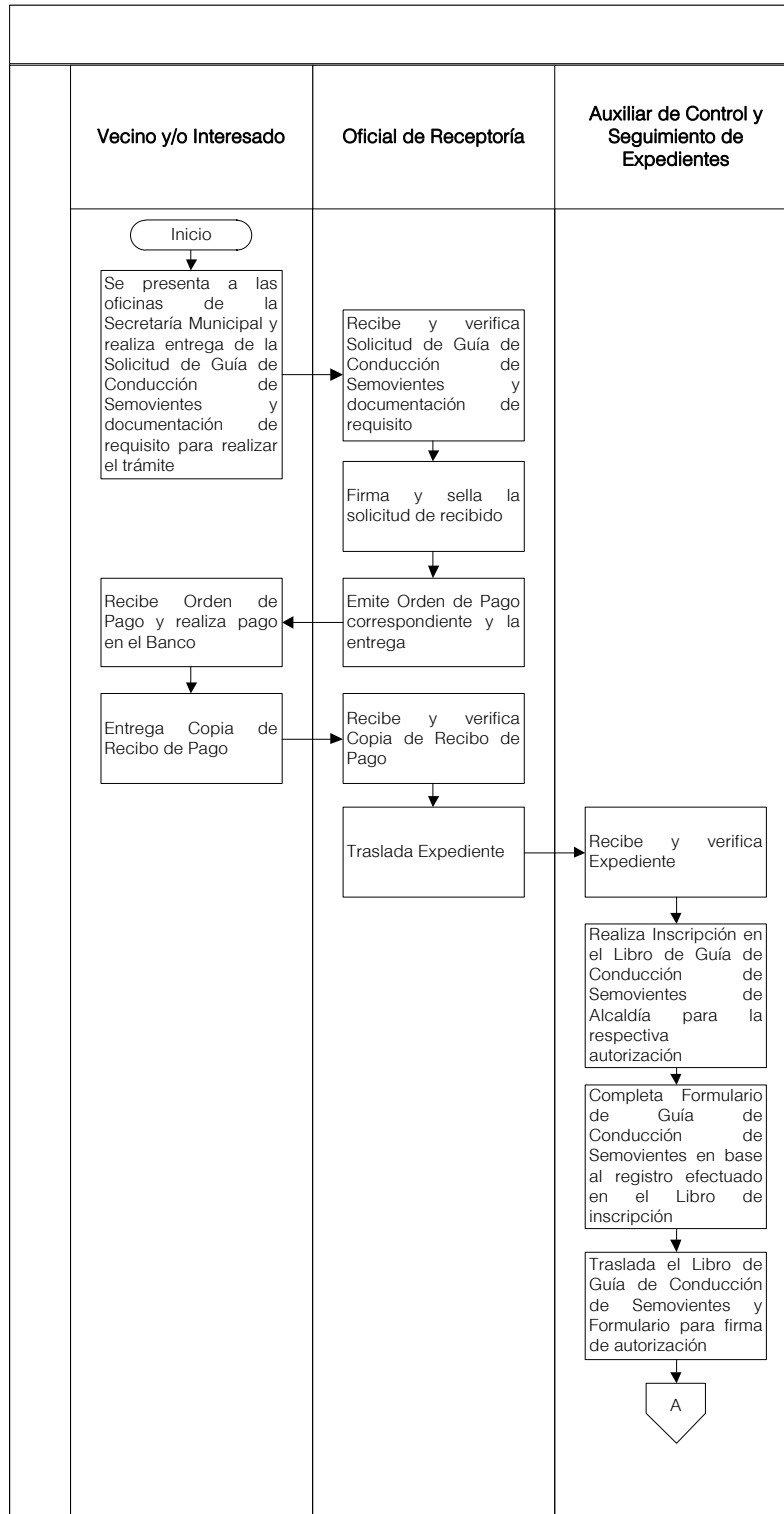 Vecino y/o Interesado
Oficial de Receptoría
Auxiliar de Control y
Seguimiento de
Expedientes
Inicio
Se presenta a las
oficinas de la
Secretaría Municipal y
realiza entrega de la
Solicitud de Guía de
Conducción de
Semovientes y
documentación de
requisito para realizar
el trámite
Recibe y verifica
Solicitud de Guía de
Conducción de
Semovientes y
documentación de
requisito
Firma y sella la
solicitud de recibido
Emite Orden de Pago
correspondiente y la
entrega
Recibe Orden de
Pago y realiza pago
en el Banco
Entrega Copia de
Recibo de Pago
Recibe y verifica
Copia de Recibo de
Pago
Traslada Expediente
Recibe y verifica
Expediente
Realiza Inscripción en
el Libro de Guía de
Conducción de
Semovientes de
Alcaldía para la
respectiva
autorización
Completa Formulario
de Guía de
Conducción de
Semovientes en base
al registro efectuado
en el Libro de
inscripción
Traslada el Libro de
Guía de Conducción
de Semovientes y
Formulario para firma
de autorización
A